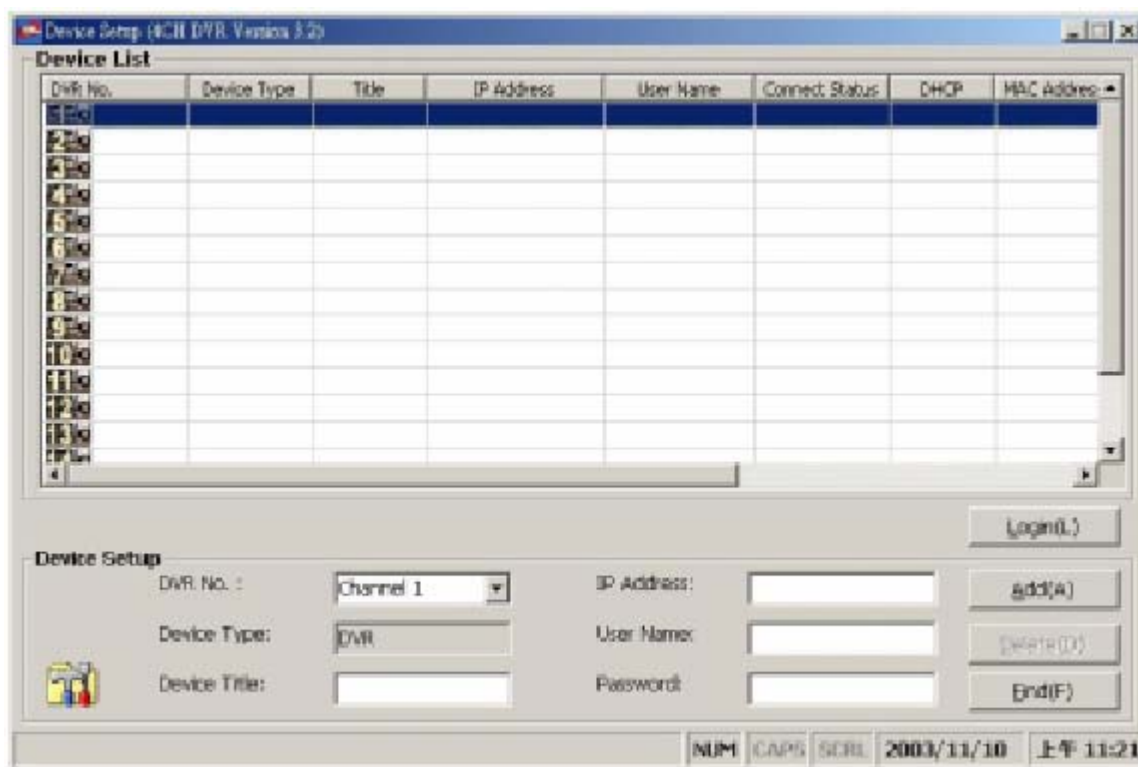 Device Setup (4CH DVR Version 3.2)
Device List
DVR No. Device Type Title IP Address User Name Connect Status DHCP MAC Addres
1
2
3
4
5
6
7
8
9
10
11
12
13
Login(L)
Device Setup
DVR No. : Channel 1 IP Address: Add(A)
Device Type: DVR User Name: Delete(D)
Device Title: Password: End(F)
NUM CAPS SCRL 2003/11/10 上午 11:21